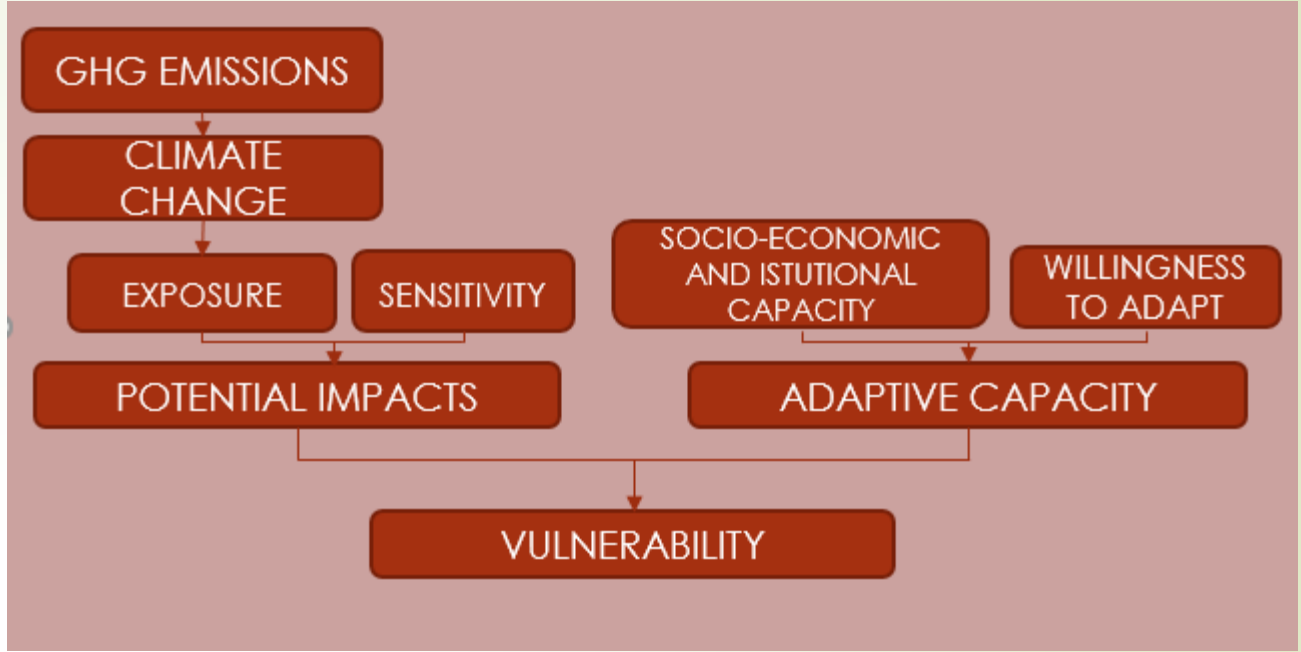 GHG EMISSIONS
CLIMATE
CHANGE
EXPOSURE
SENSITIVITY
SOCIO-ECONOMIC
AND ISTUTIONAL
CAPACITY
WILLINGNESS
TO ADAPT
POTENTIAL IMPACTS
ADAPTIVE CAPACITY
VULNERABILITY